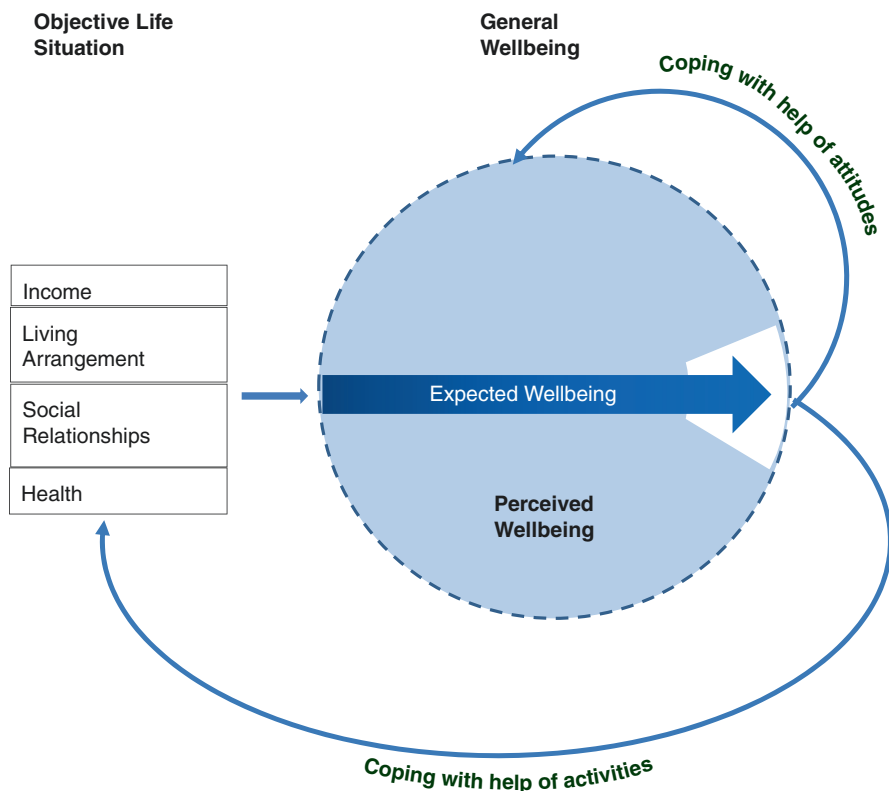 Objective Life
Situation
General
Wellbeing
Coping with help of attitudes
Income
Living
Arrangement
Social
Relationships
Health
Expected Wellbeing
Perceived
Wellbeing
Coping with help of activities